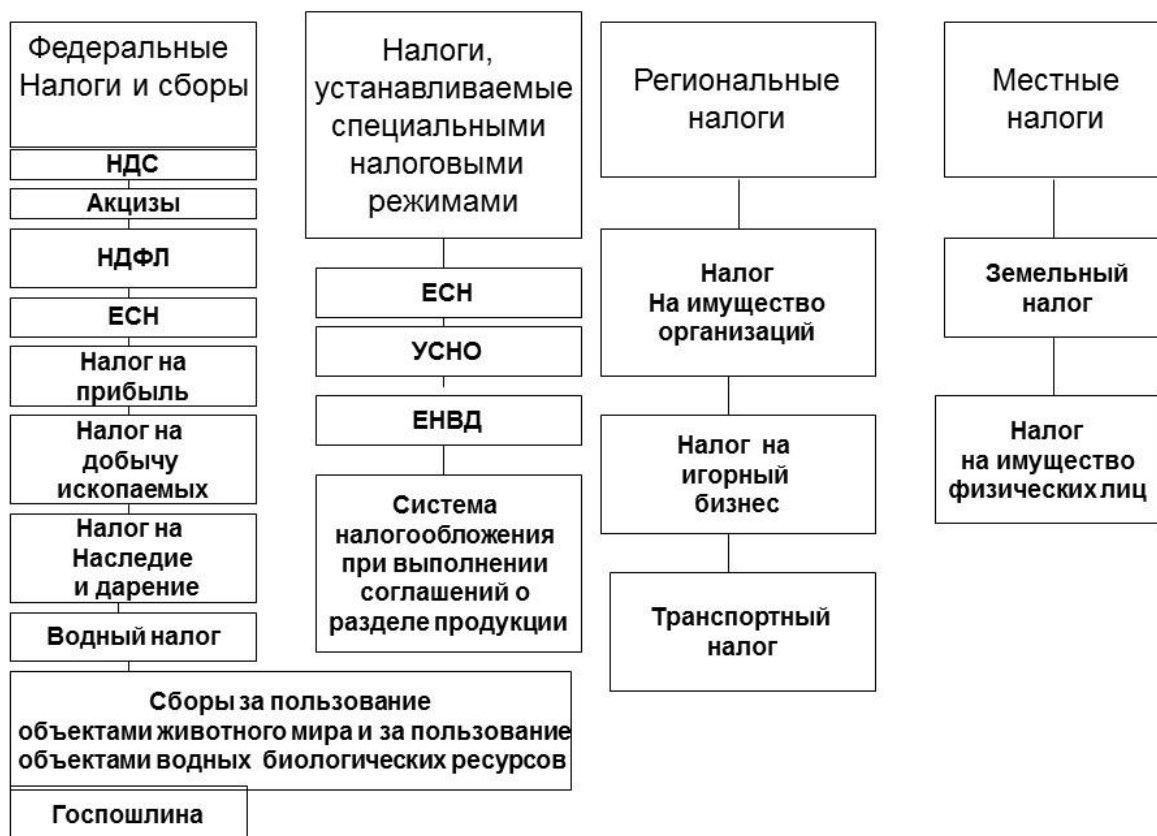 Федеральные
Налоги и сборы
НДС
Акцизы
НДФЛ
ЕСН
Налог на
прибыль
Налог на
добычу
ископаемых
Налог на
Наследие
и дарение
Водный налог
Сборы за пользование
объектами животного мира и за пользование
объектами водных биологических ресурсов
Госпошлина
Налоги,
устанавливаемые
специальными
налоговыми
режимами
ЕСН
УСНО
ЕНВД
Система
налогообложения
при выполнении
соглашений о
разделе продукции
Региональные
налоги
Налог
На имущество
организаций
Налог на
игорный
бизнес
Транспортный
налог
Местные
налоги
Земельный
налог
Налог
на имущество
физических лиц